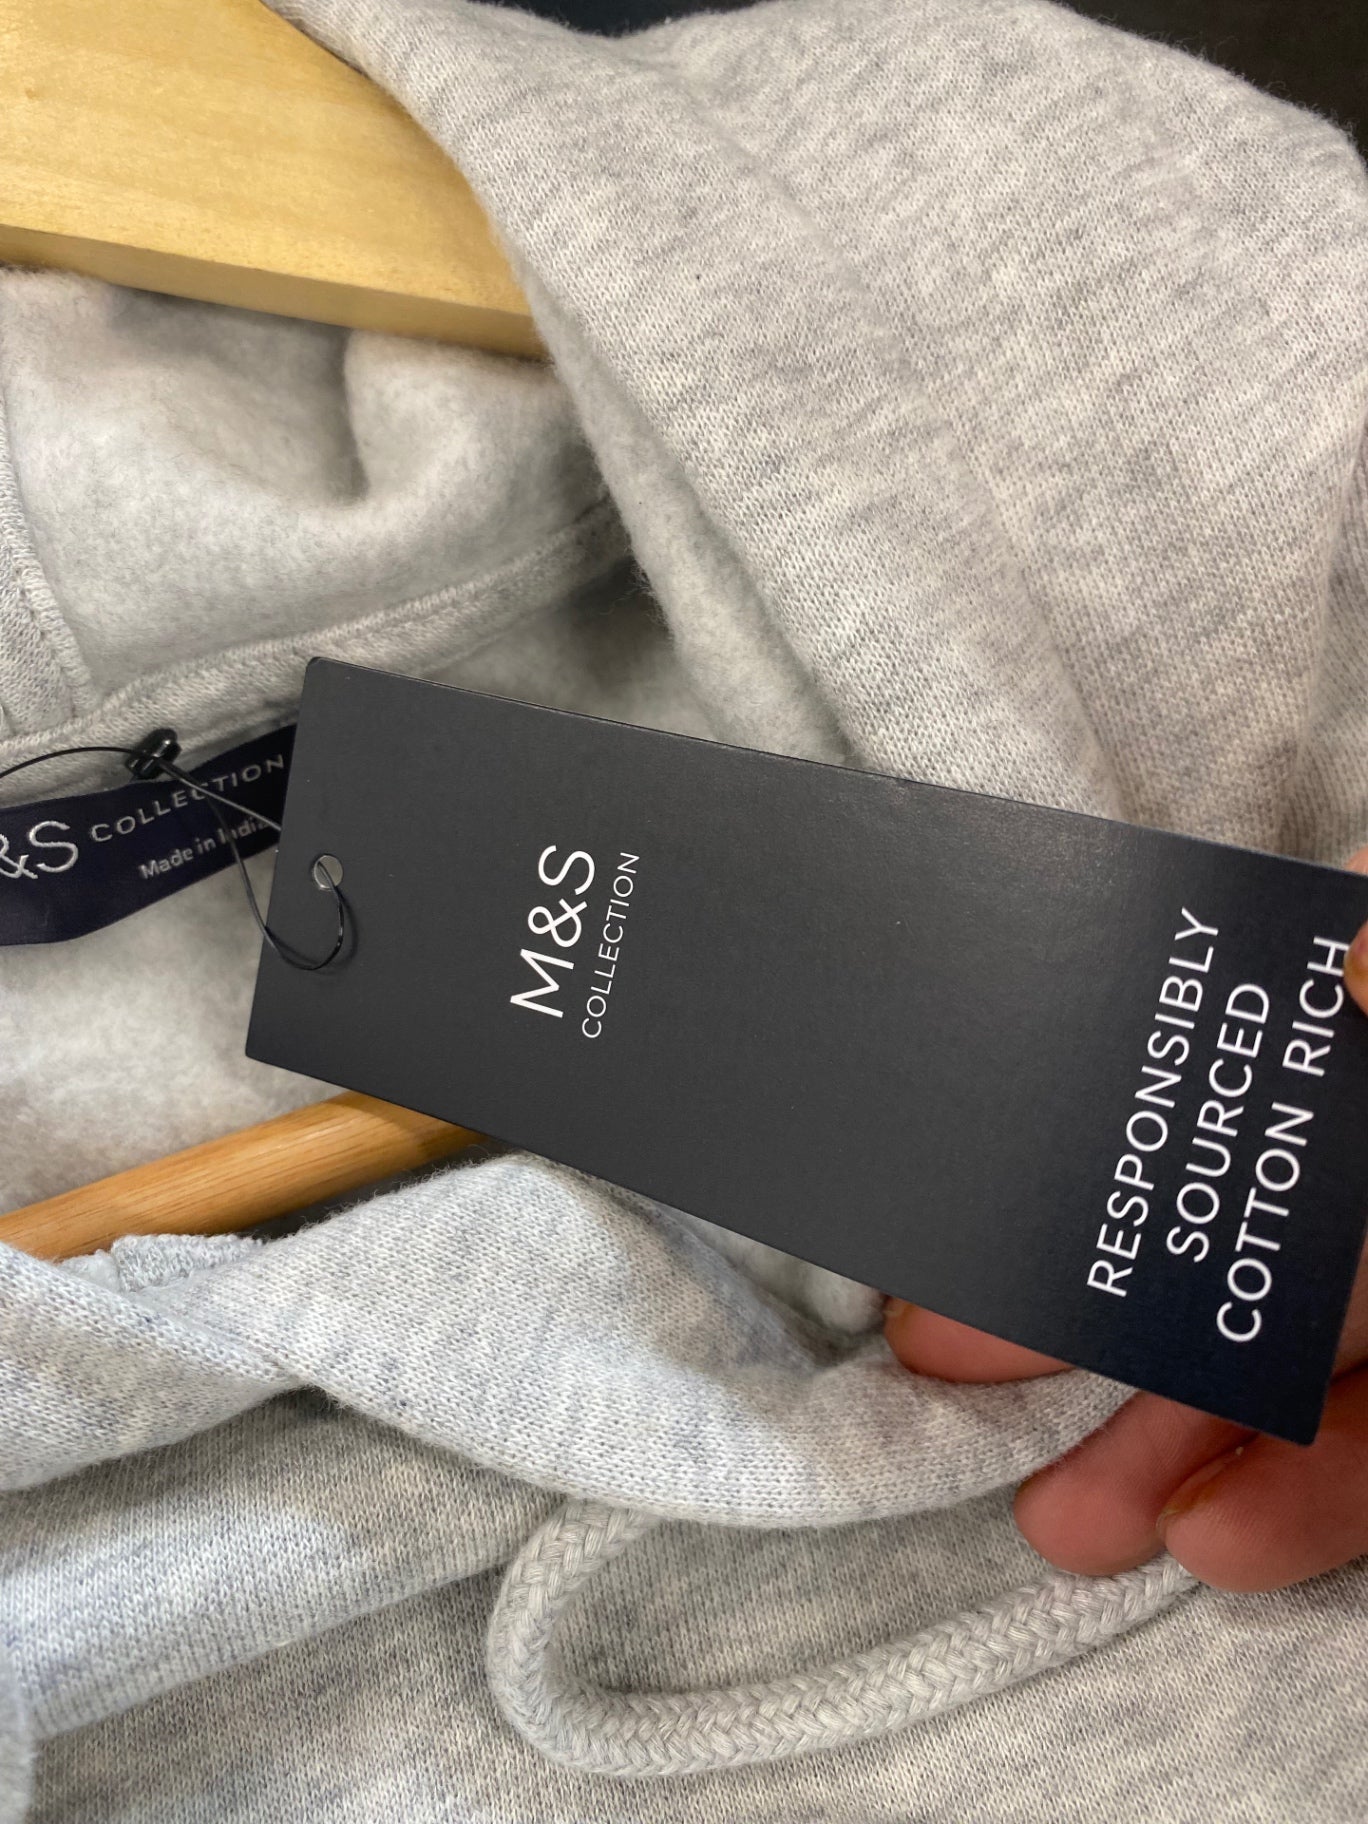 &S COLLECTION
Made in India
M&S
COLLECTION
RESPONSIBLY
SOURCED
COTTON RICH